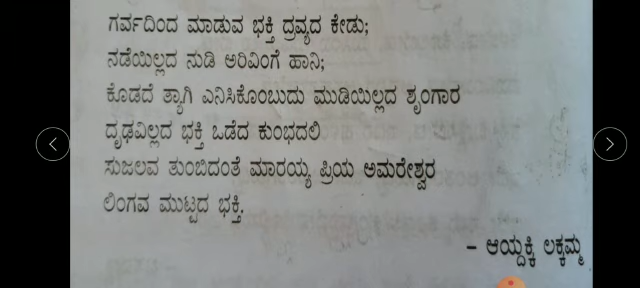 ಗರ್ವದಿಂದ ಮಾಡುವ ಭಕ್ತಿ ದ್ರವ್ಯದ ಕೇಡು;
ನಡೆಯಿಲ್ಲದ ನುಡಿ ಅರಿವಿಂಗೆ ಹಾನಿ;
ಕೊಡದೆ ತ್ಯಾಗಿ ಎನಿಸಿಕೊಂಬುದು ಮುಡಿಯಿಲ್ಲದ ಶೃಂಗಾರ
ದೃಢವಿಲ್ಲದ ಭಕ್ತಿ ಒಡೆದ ಕುಂಭದಲಿ
ಸುಜಲವ ತುಂಬಿದಂತೆ ಮಾರಯ್ಯ ಪ್ರಿಯ ಅಮರೇಶ್ವರ
ಲಿಂಗವ ಮುಟ್ಟದ ಭಕ್ತಿ.
– ಆಯ್ದಕ್ಕಿ ಲಕ್ಕಮ್ಮ